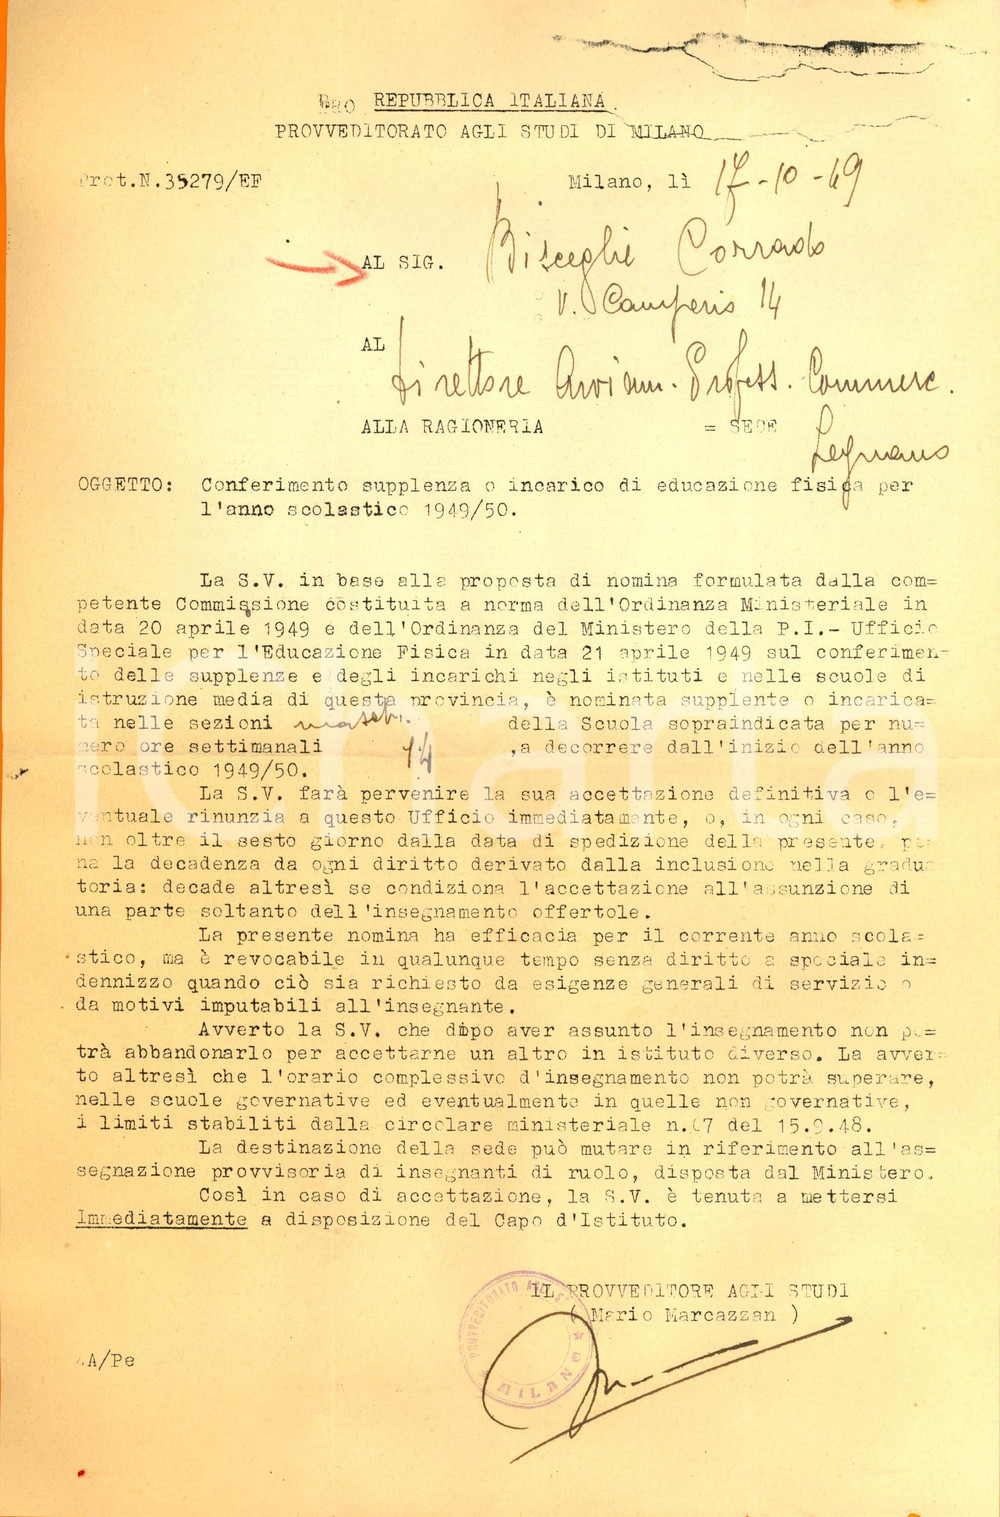 REPUBBLICA ITALIANA
PROVVEDITORATO AGLI STUDI DI MILANO
Prot.N.35279/EF Milano, lì 17-10-49
AL SIG. Bisceglie Corrado
V. Camperio 14
AL Direttore Avviam. Profess. Commerc.
ALLA RAGIONERIA = SEDE
Legnano
OGGETTO: Conferimento supplenza o incarico di educazione fisica per
l'anno scolastico 1949/50.
La S.V. in base alla proposta di nomina formulata dalla com=
petente Commissione costituita a norma dell'Ordinanza Ministeriale in
data 20 aprile 1949 e dell'Ordinanza del Ministero della P.I.- Ufficio
Speciale per l'Educazione Fisica in data 21 aprile 1949 sul conferimen-
to delle supplenze e degli incarichi negli istituti e nelle scuole di
istruzione media di questa provincia, è nominata supplente o incarica=
ta nelle sezioni masch. della Scuola sopraindicata per nu=
mero ore settimanali 14 ,a decorrere dall'inizio dell'anno
scolastico 1949/50.
La S.V. farà pervenire la sua accettazione definitiva o l'e=
ventuale rinunzia a questo Ufficio immediatamente, o, in ogni caso,
non oltre il sesto giorno dalla data di spedizione della presente, pe=
na la decadenza da ogni diritto derivato dalla inclusione nella gradua
toria: decade altresì se condiziona l'accettazione all'assunzione di
una parte soltanto dell'insegnamento offertole.
La presente nomina ha efficacia per il corrente anno scola=
stico, ma è revocabile in qualunque tempo senza diritto a speciale in=
dennizzo quando ciò sia richiesto da esigenze generali di servizio o
da motivi imputabili all'insegnante.
Avverto la S.V. che dopo aver assunto l'insegnamento non po=
trà abbandonarlo per accettarne un altro in istituto diverso. La avver=
to altresì che l'orario complessivo d'insegnamento non potrà superare,
nelle scuole governative ed eventualmente in quelle non governative,
i limiti stabiliti dalla circolare ministeriale del
La destinazione della sede può mutare in riferimento all'as=
segnazione provvisoria di insegnanti di ruolo, disposta dal Ministero.
Così in caso di accettazione, la S.V. è tenuta a mettersi
Immediatamente a disposizione del Capo d'Istituto.
IL PROVVEDITORE AGLI STUDI
( Mario Marcazzan )
A/Pe
PROVVEDITORATO AGLI STUDI
MILANO